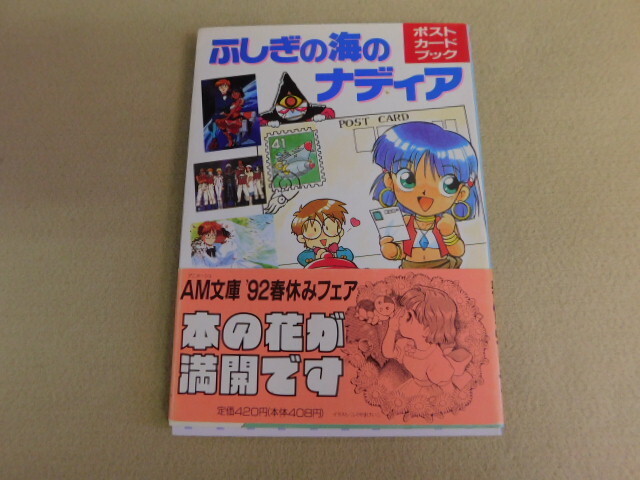 ふしぎの海の
ナディア
ポスト
カード
ブック
POST CARD
41
AM文庫 '92春休みフェア
本の花が
満開です
定価420円(本体408円)